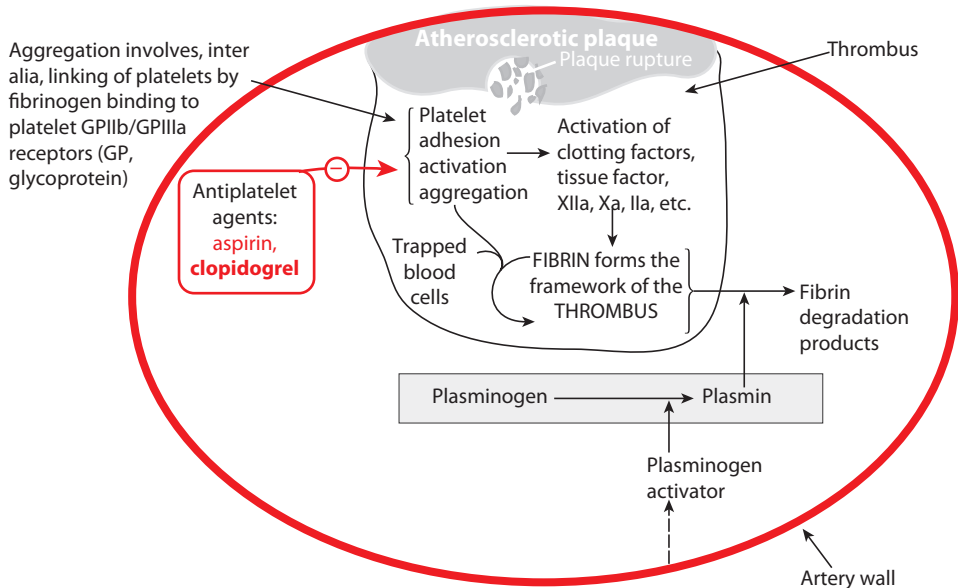 Atherosclerotic plaque
Plaque rupture
Thrombus
Aggregation involves, inter
alia, linking of platelets by
fibrinogen binding to
platelet GPIIb/GPIIIa
receptors (GP,
glycoprotein)
Platelet
adhesion
activation
aggregation
Activation of
clotting factors,
tissue factor,
XIIa, Xa, IIa, etc.
−
Antiplatelet
agents:
aspirin,
clopidogrel
Trapped
blood
cells
FIBRIN forms the
framework of the
THROMBUS
Fibrin
degradation
products
Plasminogen
Plasmin
Plasminogen
activator
Artery wall